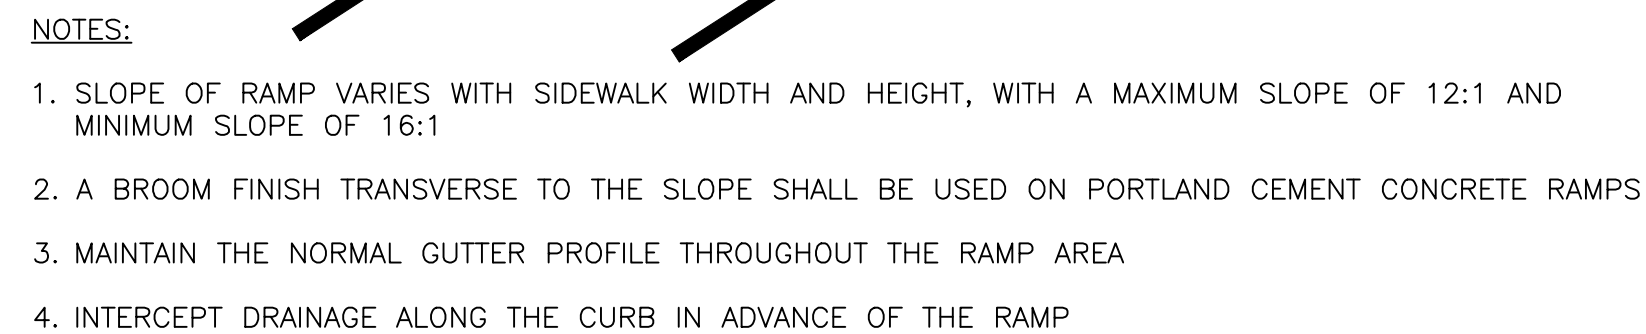 NOTES:
1. SLOPE OF RAMP VARIES WITH SIDEWALK WIDTH AND HEIGHT, WITH A MAXIMUM SLOPE OF 12:1 AND
MINIMUM SLOPE OF 16:1
2. A BROOM FINISH TRANSVERSE TO THE SLOPE SHALL BE USED ON PORTLAND CEMENT CONCRETE RAMPS
3. MAINTAIN THE NORMAL GUTTER PROFILE THROUGHOUT THE RAMP AREA
4. INTERCEPT DRAINAGE ALONG THE CURB IN ADVANCE OF THE RAMP